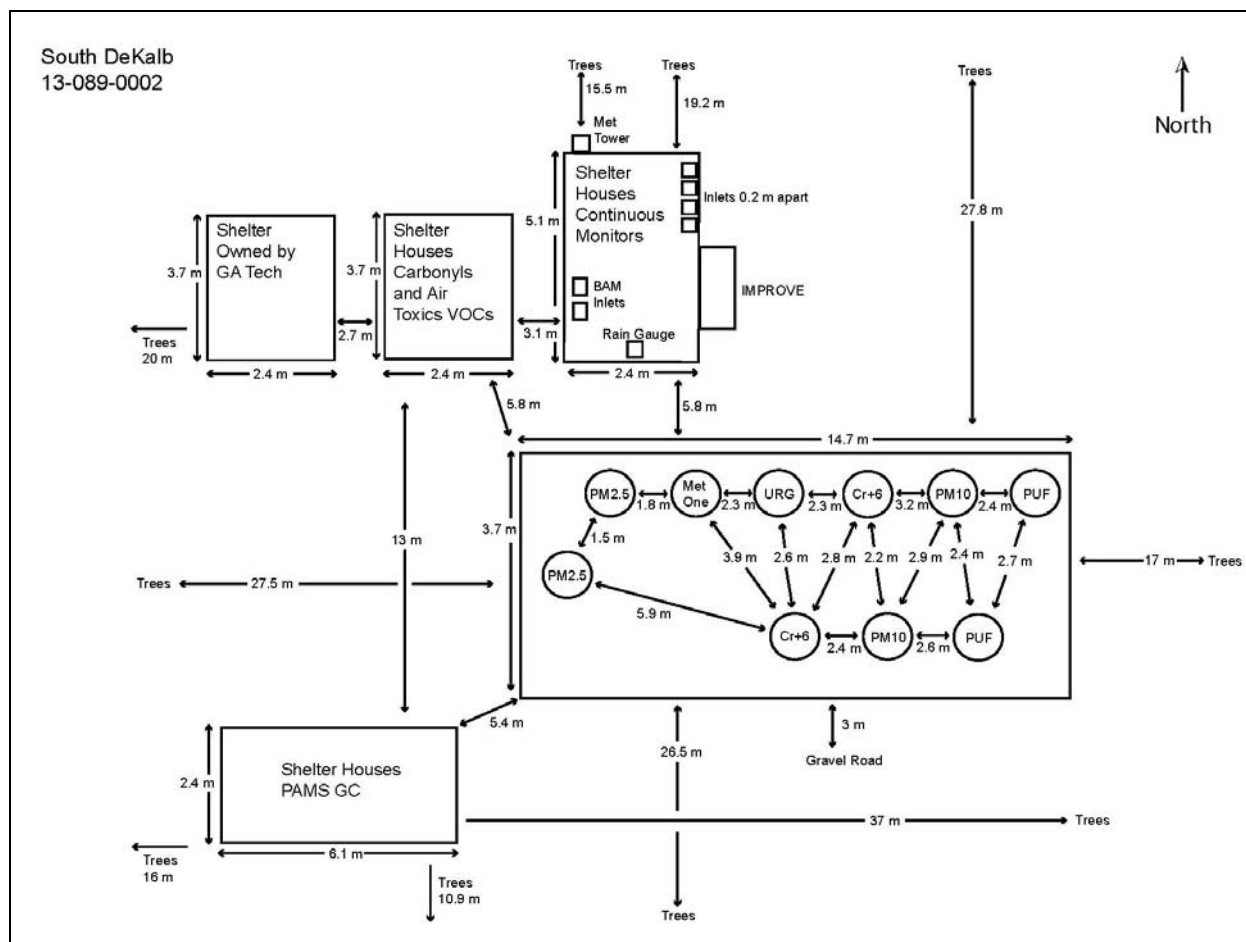 South DeKalb
13-089-0002
Trees
15.5 m
Trees
19.2 m
Trees
27.8 m
North
Met
Tower
Shelter
Houses
Continuous
Monitors
Inlets 0.2 m apart
5.1 m
BAM
Inlets
IMPROVE
Rain Gauge
2.4 m
Shelter
Owned by
GA Tech
3.7 m
2.4 m
Trees
20 m
2.7 m
Shelter
Houses
Carbonyls
and Air
Toxics VOCs
3.7 m
2.4 m
3.1 m
5.8 m
5.8 m
14.7 m
3.7 m
PM2.5
1.8 m
Met
One
2.3 m
URG
2.3 m
Cr+6
3.2 m
PM10
2.4 m
PUF
1.5 m
3.9 m
2.6 m
2.8 m
2.2 m
2.9 m
2.4 m
2.7 m
PM2.5
5.9 m
Cr+6
2.4 m
PM10
2.6 m
PUF
13 m
Trees
27.5 m
17 m
Trees
5.4 m
26.5 m
Trees
3 m
Gravel Road
Shelter Houses
PAMS GC
2.4 m
6.1 m
37 m
Trees
Trees
16 m
Trees
10.9 m